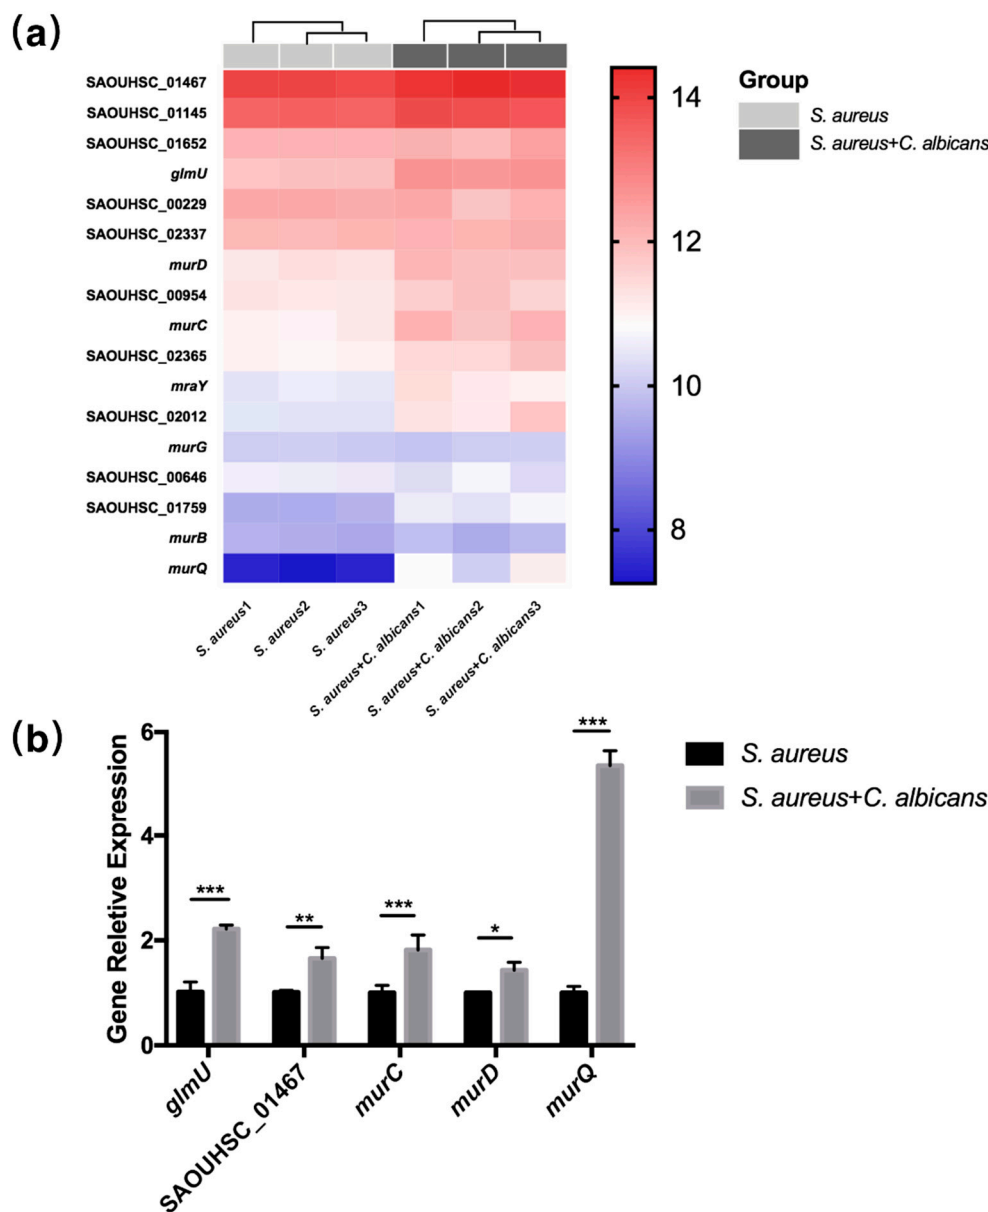 (a)
Group
S. aureus
S. aureus+C. albicans
SAOUHSC_01467
SAOUHSC_01145
SAOUHSC_01652
glmU
SAOUHSC_00229
SAOUHSC_02337
murD
SAOUHSC_00954
murC
SAOUHSC_02365
mraY
SAOUHSC_02012
murG
SAOUHSC_00646
SAOUHSC_01759
murB
murQ
14
12
10
8
S. aureus1
S. aureus2
S. aureus3
S. aureus+C. albicans1
S. aureus+C. albicans2
S. aureus+C. albicans3
(b)
Gene Reletive Expression
6
4
2
0
***
**
***
*
***
glmU
SAOUHSC_01467
murC
murD
murQ
S. aureus
S. aureus+C. albicans